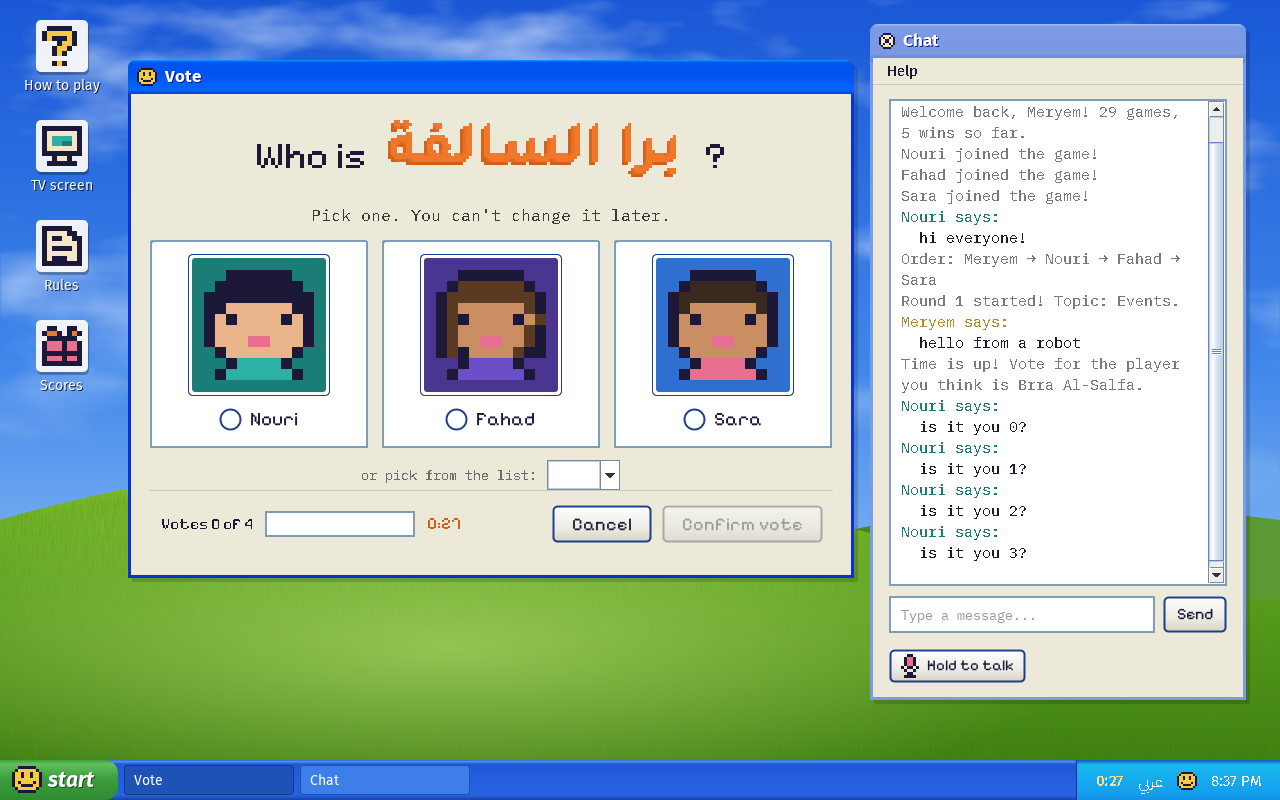 How to play
TV screen
Rules
Scores
Vote
Who is برا السالفة ?
Pick one. You can't change it later.
Nouri
Fahad
Sara
or pick from the list:
Votes 0 of 4
0:27
Cancel
Confirm vote
Chat
Help
Welcome back, Meryem! 29 games,
5 wins so far.
Nouri joined the game!
Fahad joined the game!
Sara joined the game!
Nouri says:
hi everyone!
Order: Meryem → Nouri → Fahad →
Sara
Round 1 started! Topic: Events.
Meryem says:
hello from a robot
Time is up! Vote for the player
you think is Brra Al-Salfa.
Nouri says:
is it you 0?
Nouri says:
is it you 1?
Nouri says:
is it you 2?
Nouri says:
is it you 3?
Type a message...
Send
Hold to talk
start
Vote
Chat
0:27
عربي
8:37 PM